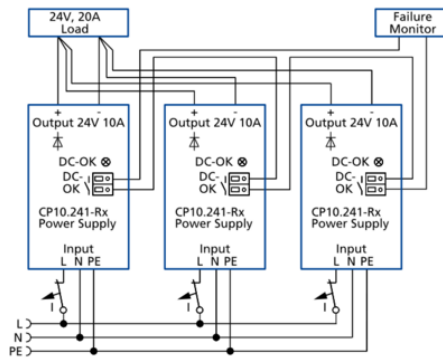 24V, 20A
Load
Failure
Monitor
+ -
Output 24V 10A
DC-OK
DC-
OK
CP10.241-Rx
Power Supply
Input
L N PE
I
+ -
Output 24V 10A
DC-OK
DC-
OK
CP10.241-Rx
Power Supply
Input
L N PE
I
+ -
Output 24V 10A
DC-OK
DC-
OK
CP10.241-Rx
Power Supply
Input
L N PE
I
L
N
PE